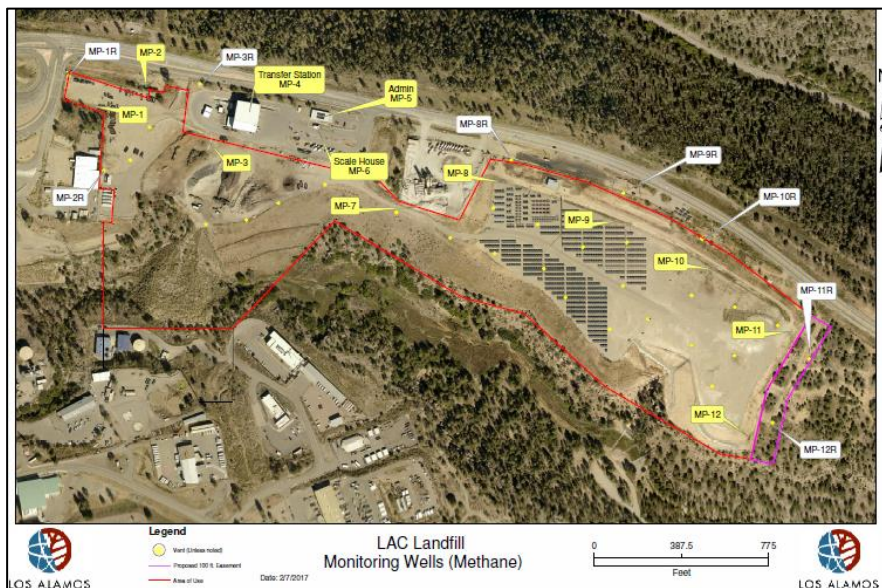 MP-1R
MP-2
MP-3R
Transfer Station
MP-4
Admin
MP-5
N
MP-1
MP-8R
MP-3
Scale House
MP-6
MP-9R
MP-8
MP-2R
MP-7
MP-9
MP-10R
MP-10
MP-11R
MP-11
MP-12
MP-12R
Legend
Vent (Unless noted)
Proposed 100 ft. Easement
Area of Use
Date: 2/7/2017
LAC Landfill
Monitoring Wells (Methane)
0 387.5 775
Feet
LOS ALAMOS
LOS ALAMOS